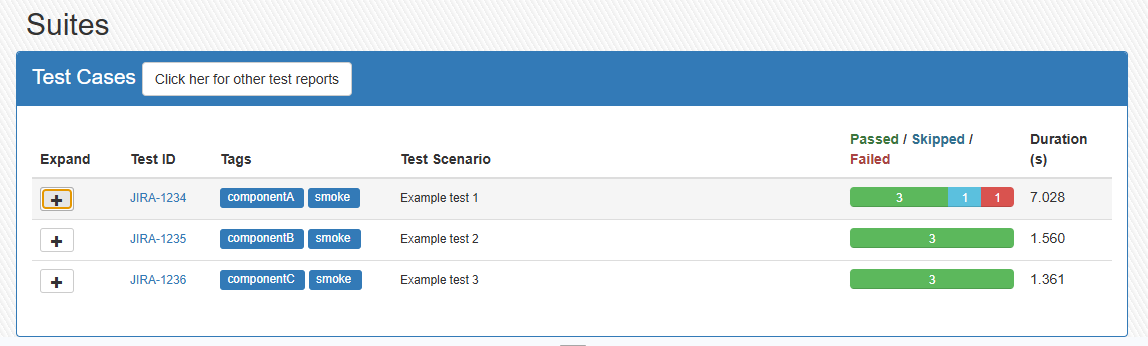 Suites
Test Cases Click her for other test reports
Expand Test ID Tags Test Scenario Passed / Skipped / Failed Duration (s)
JIRA-1234 componentA smoke Example test 1 3 1 1 7.028
JIRA-1235 componentB smoke Example test 2 3 1.560
JIRA-1236 componentC smoke Example test 3 3 1.361